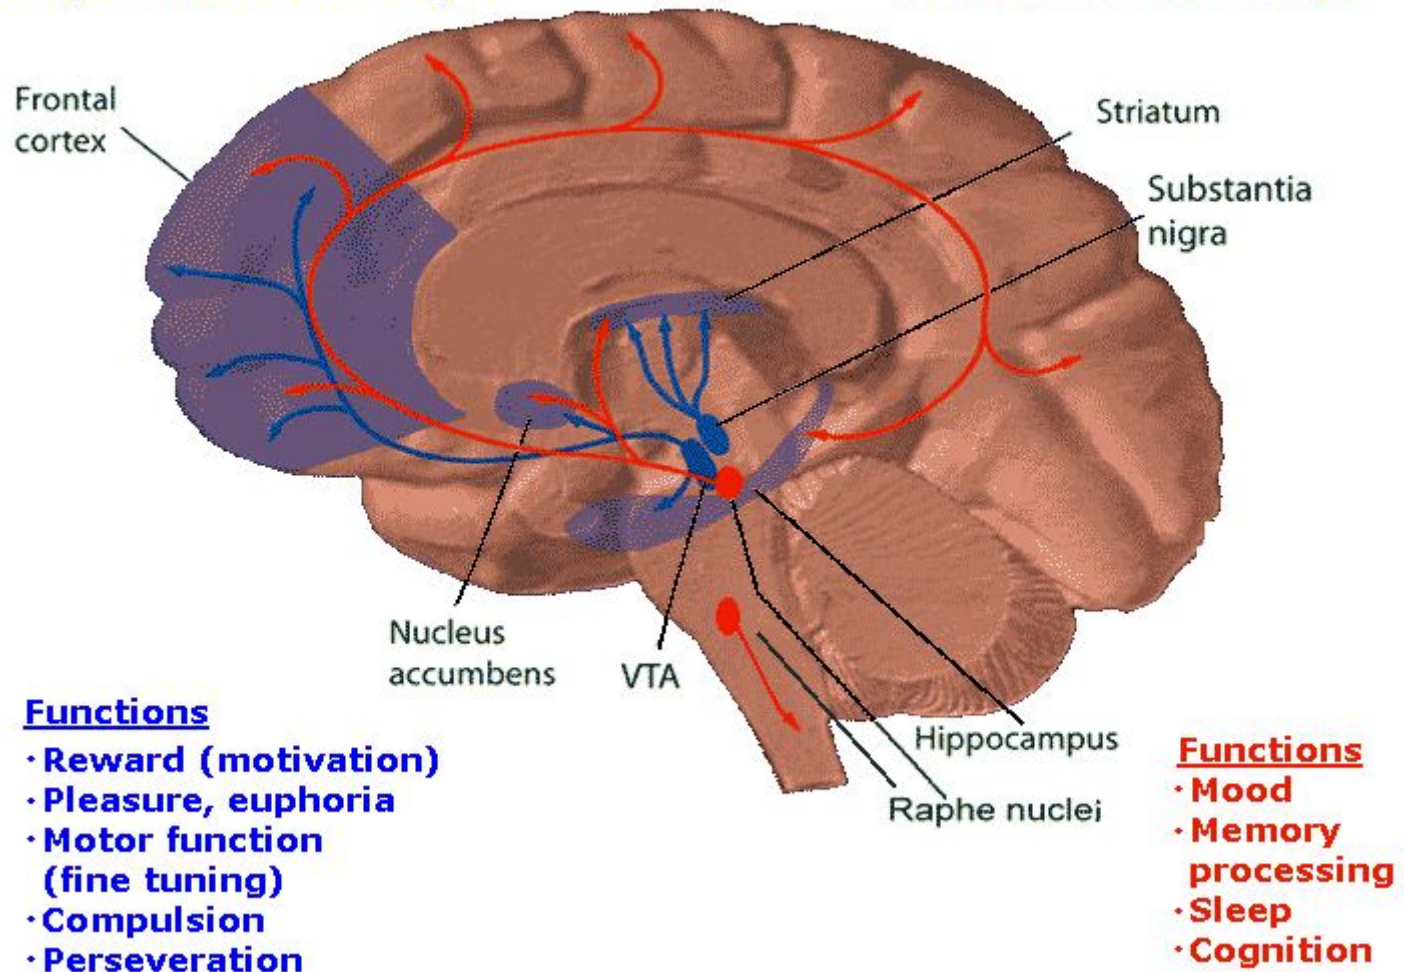 Frontal
cortex
Striatum
Substantia
nigra
Nucleus
accumbens
VTA
Hippocampus
Raphe nuclei
Functions
·Reward (motivation)
·Pleasure, euphoria
·Motor function
(fine tuning)
·Compulsion
·Perseveration
Functions
·Mood
·Memory
processing
·Sleep
·Cognition